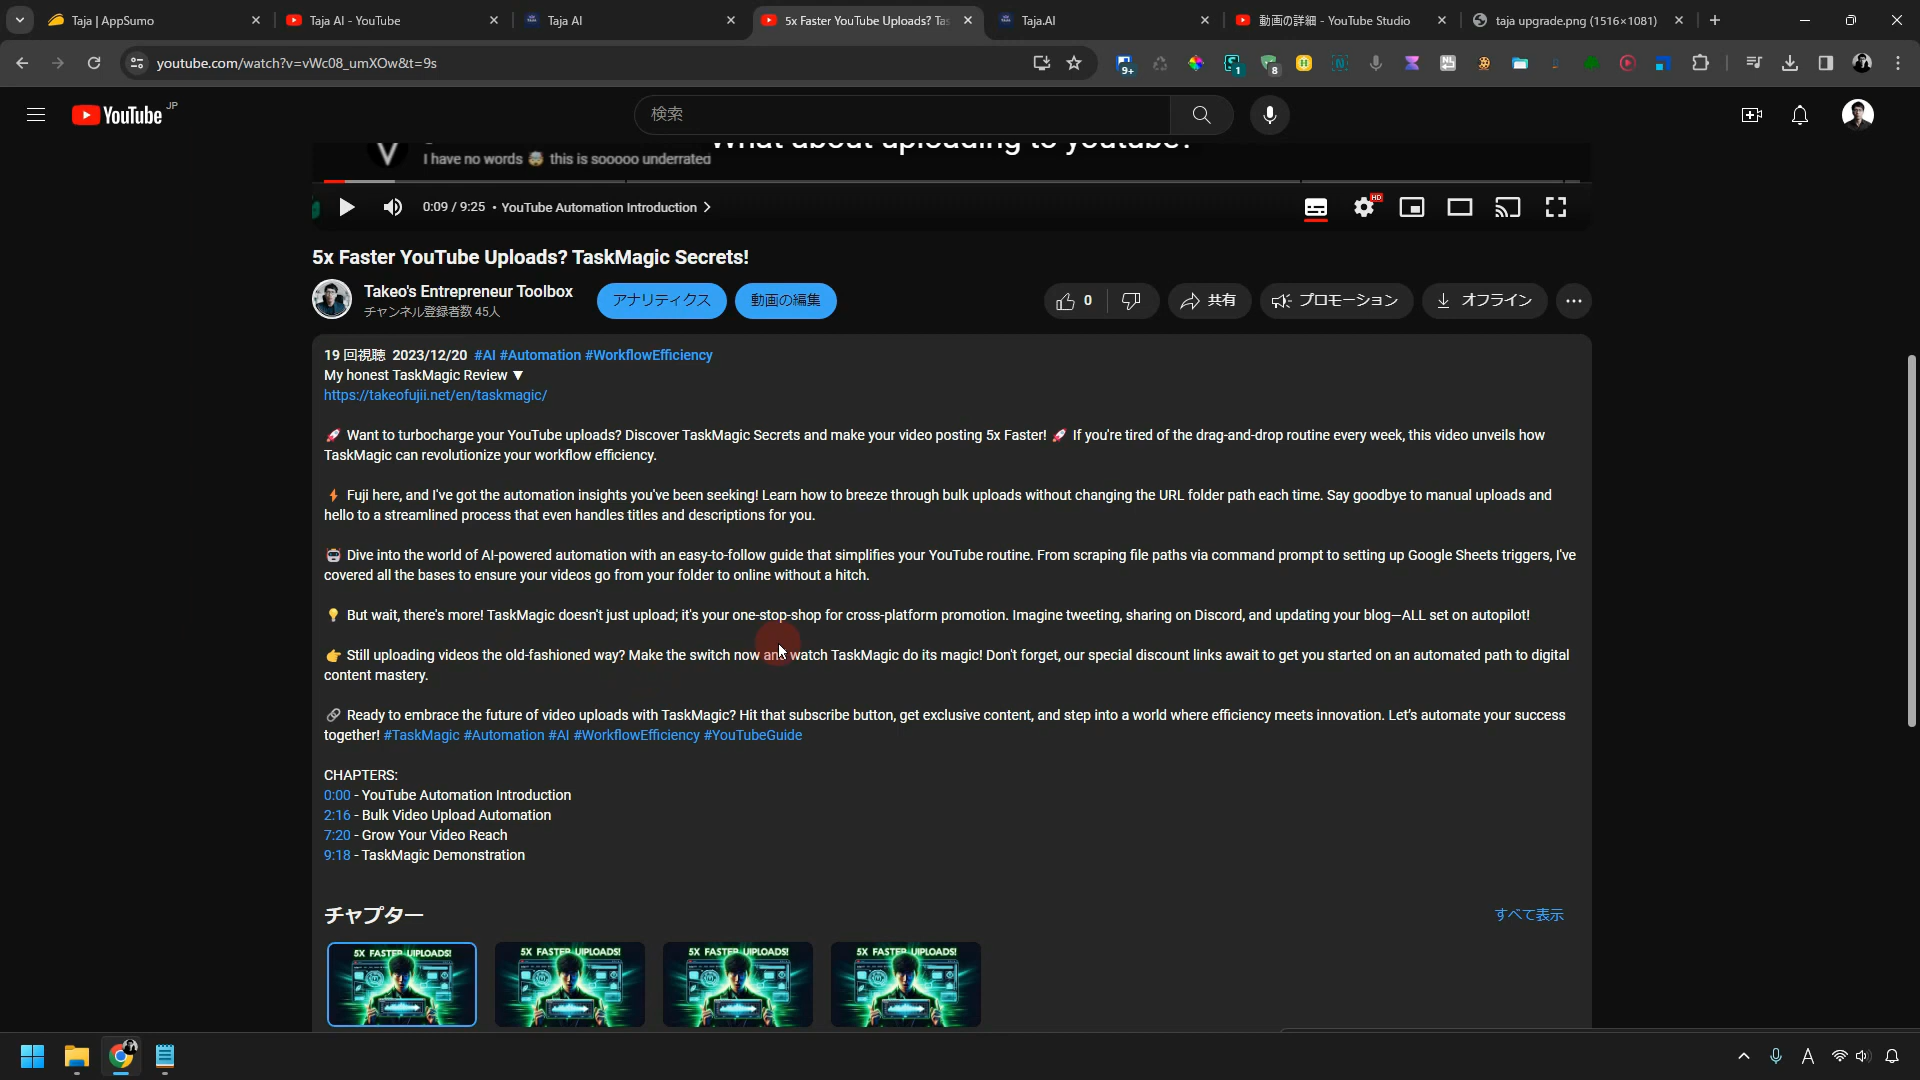 Taja | AppSumo
Taja AI - YouTube
Taja AI
5x Faster YouTube Uploads? Tas
Taja.AI
動画の詳細 - YouTube Studio
taja upgrade.png (1516×1081)
youtube.com/watch?v=vWc08_umXOw&t=9s
YouTube JP
検索
What about uploading to youtube?
I have no words 🤯 this is sooooo underrated
0:09 / 9:25 • YouTube Automation Introduction
HD
5x Faster YouTube Uploads? TaskMagic Secrets!
Takeo's Entrepreneur Toolbox
チャンネル登録者数 45人
アナリティクス
動画の編集
0
共有
プロモーション
オフライン
19 回視聴 2023/12/20 #AI #Automation #WorkflowEfficiency
My honest TaskMagic Review ▼
https://takeofujii.net/en/taskmagic/
🚀 Want to turbocharge your YouTube uploads? Discover TaskMagic Secrets and make your video posting 5x Faster! 🚀 If you're tired of the drag-and-drop routine every week, this video unveils how
TaskMagic can revolutionize your workflow efficiency.
⚡ Fuji here, and I've got the automation insights you've been seeking! Learn how to breeze through bulk uploads without changing the URL folder path each time. Say goodbye to manual uploads and
hello to a streamlined process that even handles titles and descriptions for you.
🤖 Dive into the world of AI-powered automation with an easy-to-follow guide that simplifies your YouTube routine. From scraping file paths via command prompt to setting up Google Sheets triggers, I've
covered all the bases to ensure your videos go from your folder to online without a hitch.
💡 But wait, there's more! TaskMagic doesn't just upload; it's your one-stop-shop for cross-platform promotion. Imagine tweeting, sharing on Discord, and updating your blog—ALL set on autopilot!
👉 Still uploading videos the old-fashioned way? Make the switch now and watch TaskMagic do its magic! Don't forget, our special discount links await to get you started on an automated path to digital
content mastery.
🔗 Ready to embrace the future of video uploads with TaskMagic? Hit that subscribe button, get exclusive content, and step into a world where efficiency meets innovation. Let's automate your success
together! #TaskMagic #Automation #AI #WorkflowEfficiency #YouTubeGuide
CHAPTERS:
0:00 - YouTube Automation Introduction
2:16 - Bulk Video Upload Automation
7:20 - Grow Your Video Reach
9:18 - TaskMagic Demonstration
チャプター
すべて表示
5X FASTER UPLOADS!
5X FASTER UPLOADS!
5X FASTER UPLOADS!
5X FASTER UPLOADS!
A